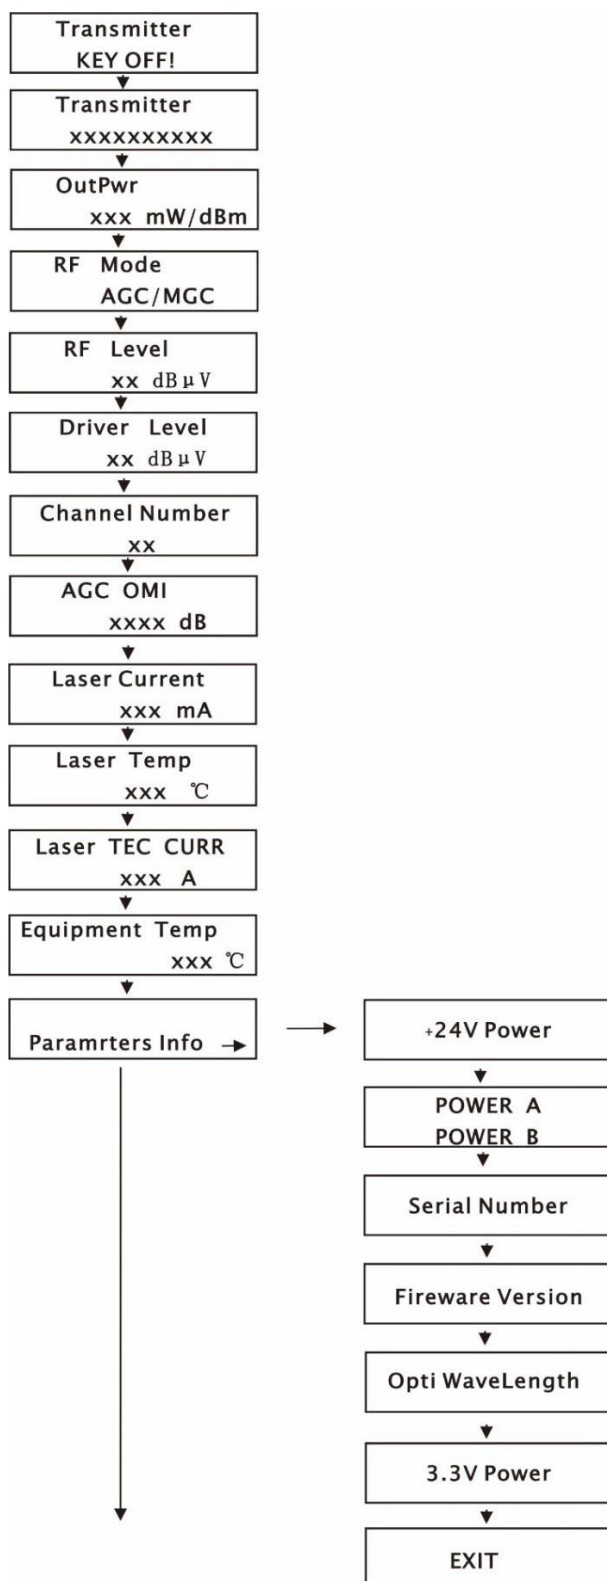 Transmitter
KEY OFF!
Transmitter
xxxxxxxxxx
OutPwr
xxx mW/dBm
RF Mode
AGC/MGC
RF Level
xx dBμV
Driver Level
xx dBμV
Channel Number
xx
AGC OMI
xxxx dB
Laser Current
xxx mA
Laser Temp
xxx ℃
Laser TEC CURR
xxx A
Equipment Temp
xxx ℃
Paramrters Info
+24V Power
POWER A
POWER B
Serial Number
Fireware Version
Opti WaveLength
3.3V Power
EXIT